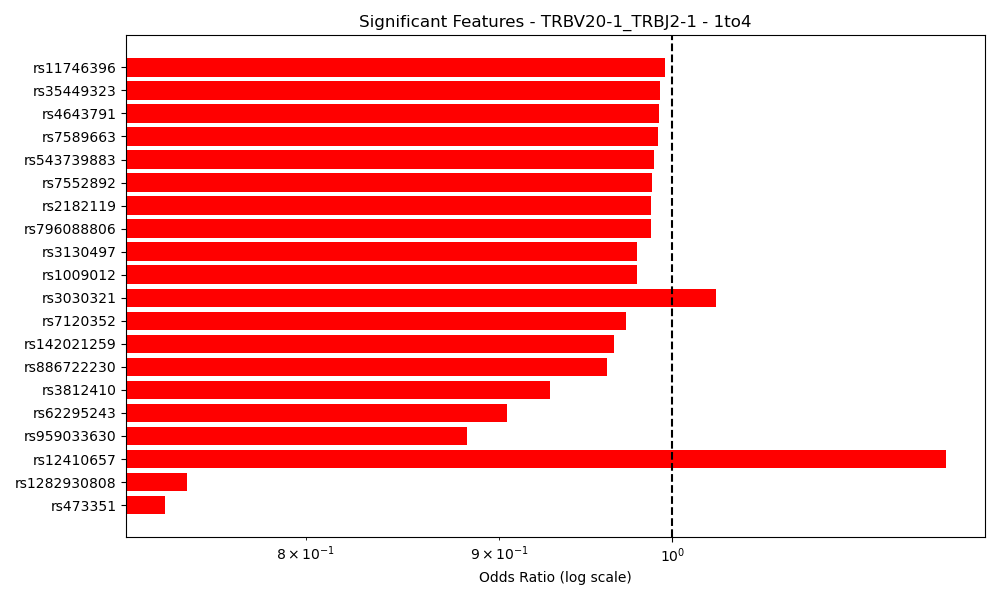 Significant Features - TRBV20-1_TRBJ2-1 - 1to4
rs11746396
rs35449323
rs4643791
rs7589663
rs543739883
rs7552892
rs2182119
rs796088806
rs3130497
rs1009012
rs3030321
rs7120352
rs142021259
rs886722230
rs3812410
rs62295243
rs959033630
rs12410657
rs1282930808
rs473351
8 × 10⁻¹ 9 × 10⁻¹ 10⁰
Odds Ratio (log scale)